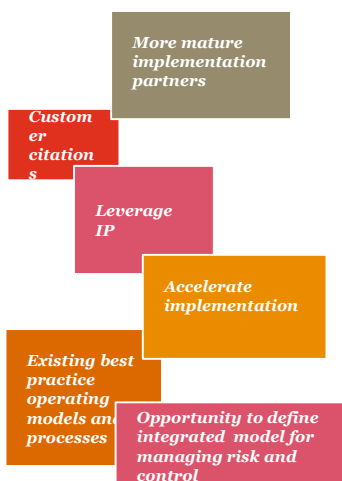 More mature
implementation
partners
Custom
er
citation
s
Leverage
IP
Accelerate
implementation
Existing best
practice
operating
models and
processes
Opportunity to define
integrated  model for
managing risk and
control